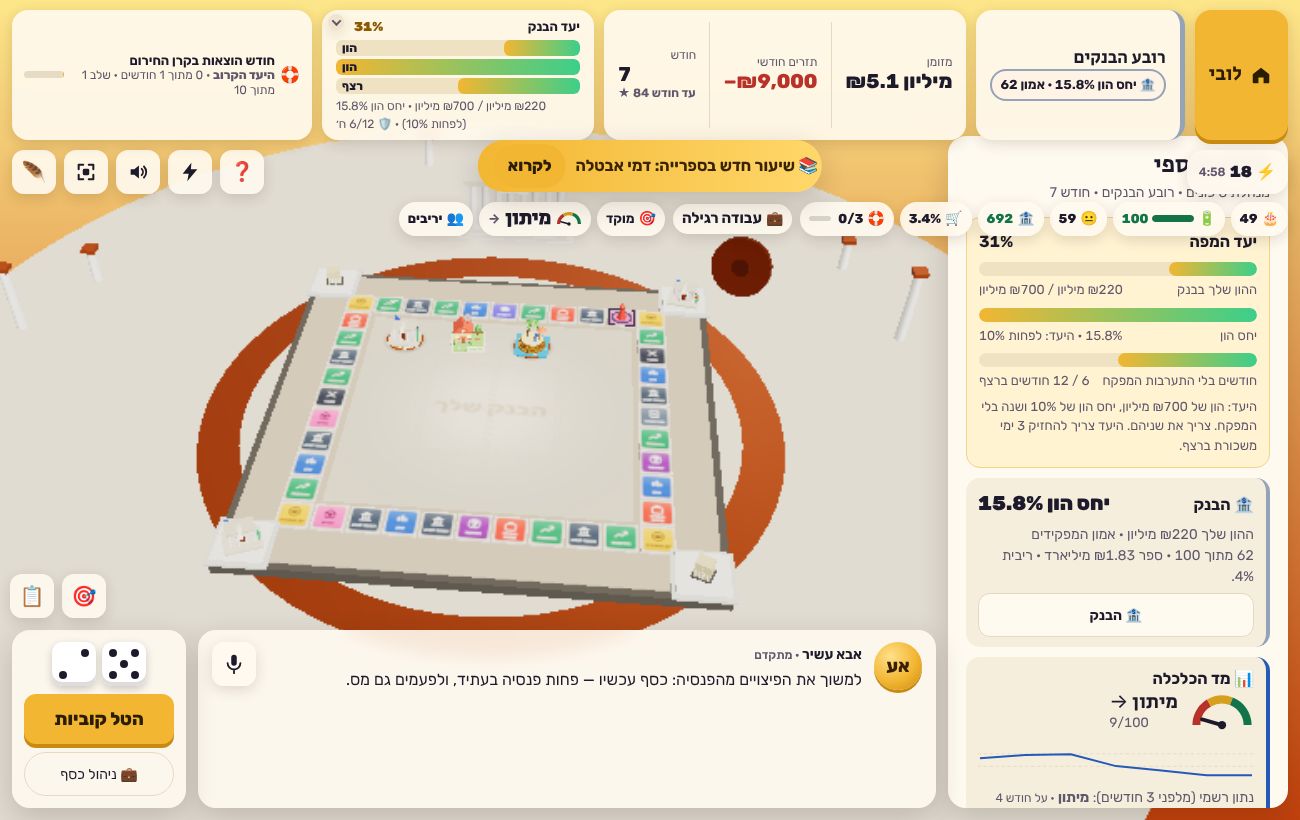 לובי
רובע הבנקים
🏦 יחס הון 15.8% • אמון 62
מזומן
₪5.1 מיליון
תזרים חודשי
−₪9,000
חודש
7
עד חודש 84 ★
יעד הבנק
31%
הון
הון
רצף
₪220 מיליון / ₪700 מיליון • יחס הון 15.8%
(לפחות 10%) • 🛡️ 6/12 ח׳
חודש הוצאות בקרן החירום
היעד הקרוב • 0 מתוך 1 חודשים • שלב 1
מתוך 10
📚 שיעור חדש בספרייה: דמי אבטלה
לקרוא
⚡ 18 4:58
ספי
• רובע הבנקים • חודש 7
🎂 49
🔋 100
😐 59
🏦 692
🛒 3.4%
🛟 0/3
💼 עבודה רגילה
🎯 מוקד
מיתון →
👥 יריבים
יעד המפה
31%
ההון שלך בבנק
₪220 מיליון / ₪700 מיליון
יחס הון
15.8% • היעד: לפחות 10%
חודשים בלי התערבות המפקח
6 / 12 חודשים ברצף
היעד: הון של ₪700 מיליון, יחס הון של 10% ושנה בלי
המפקח. צריך את שניהם. היעד צריך להחזיק 3 ימי
משכורת ברצף.
🏦 הבנק
יחס הון 15.8%
ההון שלך ₪220 מיליון • אמון המפקידים
62 מתוך 100 • ספר ₪1.83 מיליארד • ריבית
4%.
🏦 הבנק
📊 מד הכלכלה
מיתון →
9/100
נתון רשמי (מלפני 3 חודשים): מיתון • על חודש 4
הבנק שלך
אע
אבא עשיר • מתקדם
למשוך את הפיצויים מהפנסיה: כסף עכשיו — פחות פנסיה בעתיד, ולפעמים גם מס.
הטל קוביות
💼 ניהול כסף